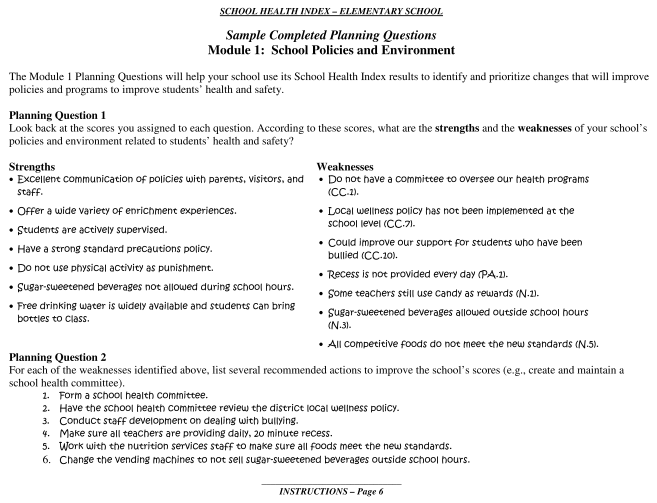 SCHOOL HEALTH INDEX – ELEMENTARY SCHOOL
Sample Completed Planning Questions
Module 1: School Policies and Environment
The Module 1 Planning Questions will help your school use its School Health Index results to identify and prioritize changes that will improve
policies and programs to improve students' health and safety.
Planning Question 1
Look back at the scores you assigned to each question. According to these scores, what are the strengths and the weaknesses of your school's
policies and environment related to students' health and safety?
Strengths
• Excellent communication of policies with parents, visitors, and
staff.
• Offer a wide variety of enrichment experiences.
• Students are actively supervised.
• Have a strong standard precautions policy.
• Do not use physical activity as punishment.
• Sugar-sweetened beverages not allowed during school hours.
• Free drinking water is widely available and students can bring
bottles to class.
Weaknesses
• Do not have a committee to oversee our health programs
(CC.1).
• Local wellness policy has not been implemented at the
school level (CC.7).
• Could improve our support for students who have been
bullied (CC.10).
• Recess is not provided every day (PA.1).
• Some teachers still use candy as rewards (N.1).
• Sugar-sweetened beverages allowed outside school hours
(N.3).
• All competitive foods do not meet the new standards (N.5).
Planning Question 2
For each of the weaknesses identified above, list several recommended actions to improve the school's scores (e.g., create and maintain a
school health committee).
1. Form a school health committee.
2. Have the school health committee review the district local wellness policy.
3. Conduct staff development on dealing with bullying.
4. Make sure all teachers are providing daily, 20 minute recess.
5. Work with the nutrition services staff to make sure all foods meet the new standards.
6. Change the vending machines to not sell sugar-sweetened beverages outside school hours.
INSTRUCTIONS – Page 6